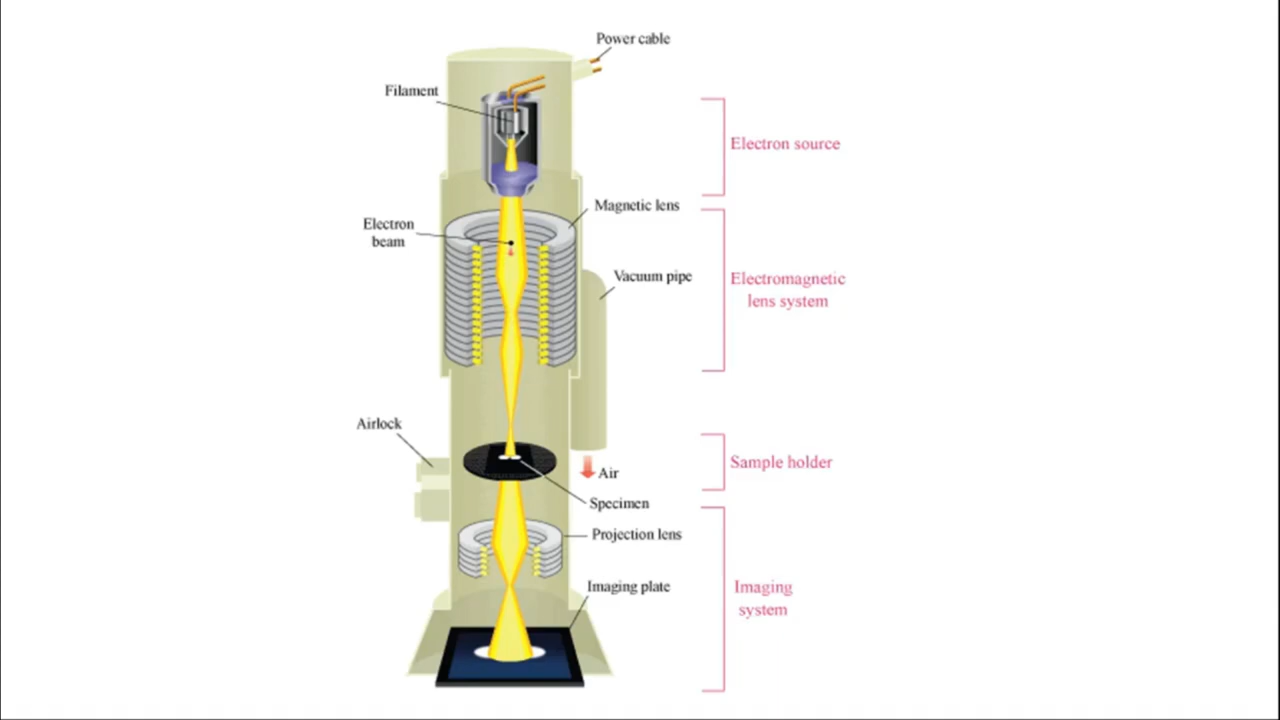 Power cable
Filament
Electron source
Magnetic lens
Electron
beam
Vacuum pipe
Electromagnetic
lens system
Airlock
Sample holder
Air
Specimen
Projection lens
Imaging plate
Imaging
system